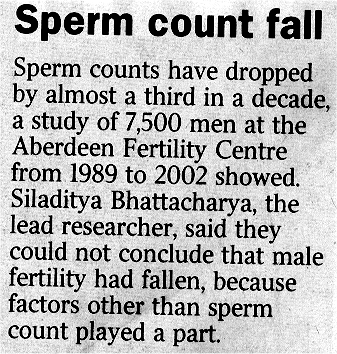 Sperm count fall
Sperm counts have dropped
by almost a third in a decade,
a study of 7,500 men at the
Aberdeen Fertility Centre
from 1989 to 2002 showed.
Siladitya Bhattacharya, the
lead researcher, said they
could not conclude that male
fertility had fallen, because
factors other than sperm
count played a part.